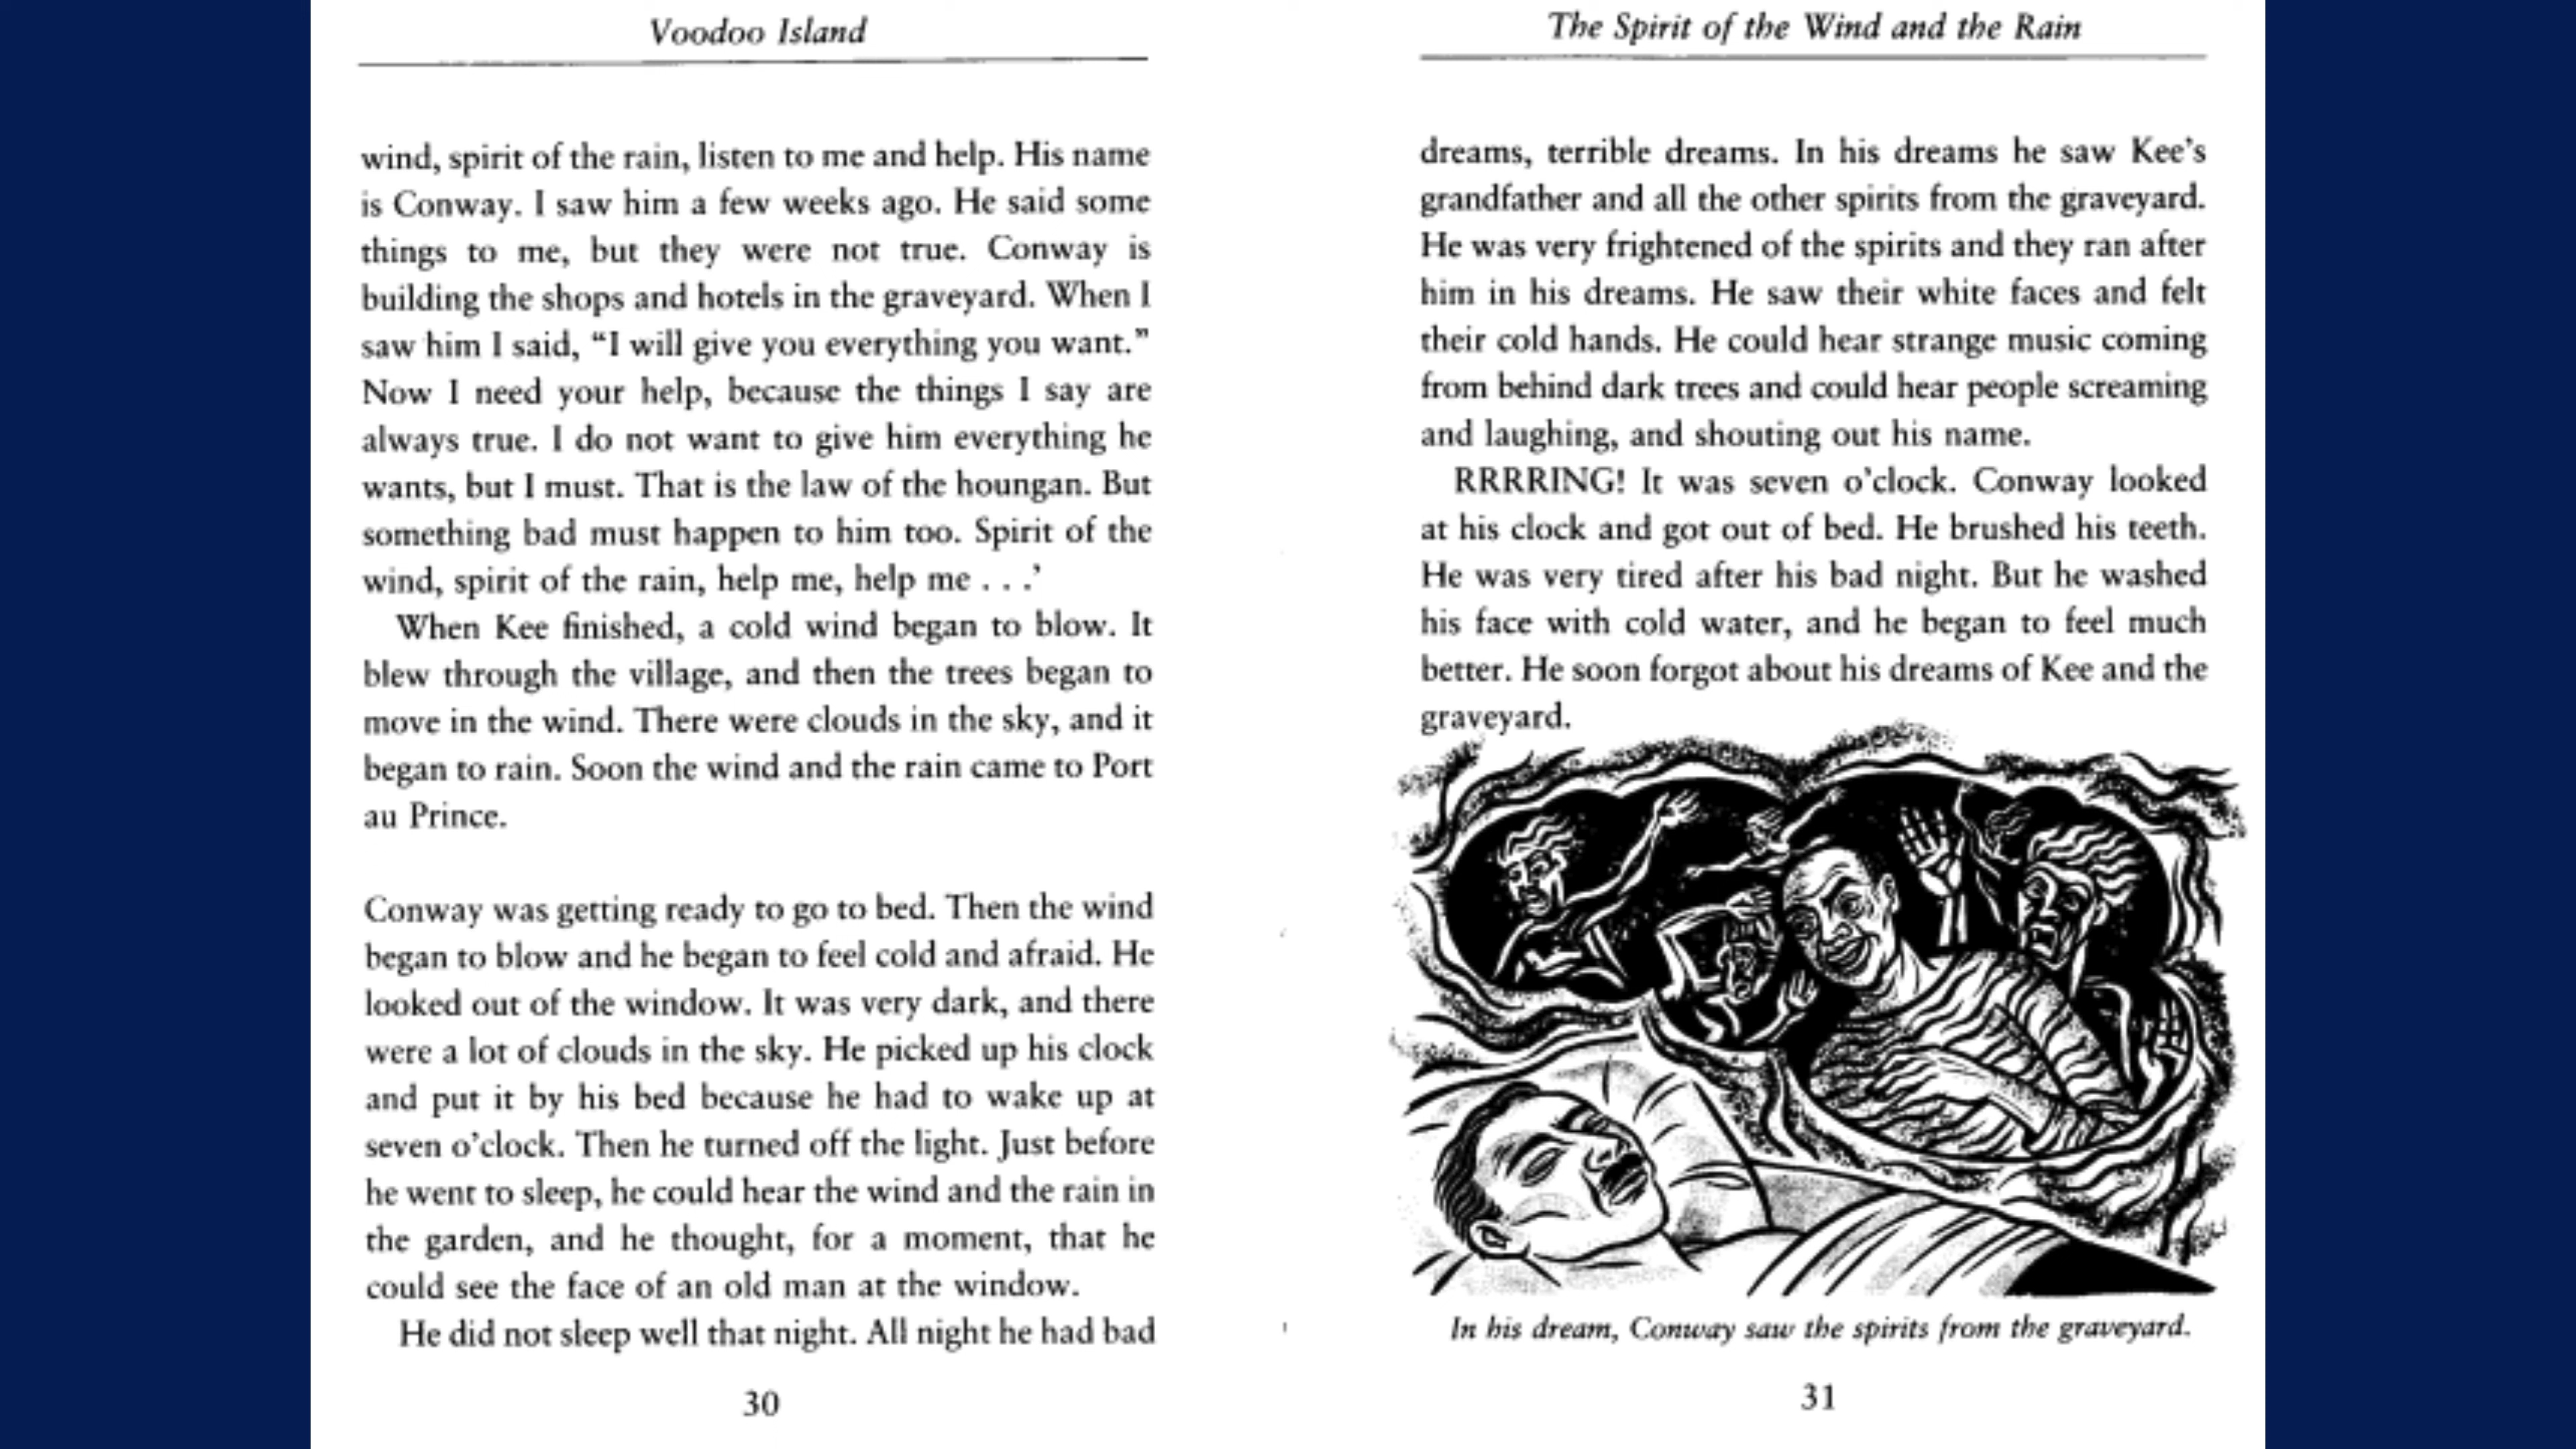 Voodoo Island
wind, spirit of the rain, listen to me and help. His name
is Conway. I saw him a few weeks ago. He said some
things to me, but they were not true. Conway is
building the shops and hotels in the graveyard. When I
saw him I said, “I will give you everything you want.”
Now I need your help, because the things I say are
always true. I do not want to give him everything he
wants, but I must. That is the law of the houngan. But
something bad must happen to him too. Spirit of the
wind, spirit of the rain, help me, help me . . .’
When Kee finished, a cold wind began to blow. It
blew through the village, and then the trees began to
move in the wind. There were clouds in the sky, and it
began to rain. Soon the wind and the rain came to Port
au Prince.
Conway was getting ready to go to bed. Then the wind
began to blow and he began to feel cold and afraid. He
looked out of the window. It was very dark, and there
were a lot of clouds in the sky. He picked up his clock
and put it by his bed because he had to wake up at
seven o’clock. Then he turned off the light. Just before
he went to sleep, he could hear the wind and the rain in
the garden, and he thought, for a moment, that he
could see the face of an old man at the window.
He did not sleep well that night. All night he had bad
30
The Spirit of the Wind and the Rain
dreams, terrible dreams. In his dreams he saw Kee’s
grandfather and all the other spirits from the graveyard.
He was very frightened of the spirits and they ran after
him in his dreams. He saw their white faces and felt
their cold hands. He could hear strange music coming
from behind dark trees and could hear people screaming
and laughing, and shouting out his name.
RRRRING! It was seven o’clock. Conway looked
at his clock and got out of bed. He brushed his teeth.
He was very tired after his bad night. But he washed
his face with cold water, and he began to feel much
better. He soon forgot about his dreams of Kee and the
graveyard.
In his dream, Conway saw the spirits from the graveyard.
31